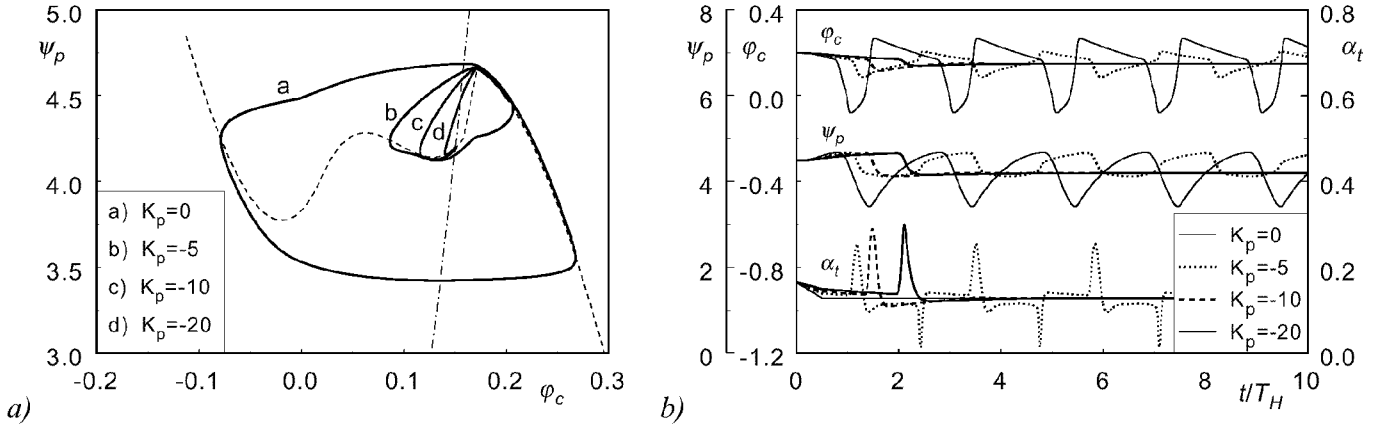 5.0
ψp
4.5
4.0
3.5
3.0
-0.2
-0.1
0.0
0.1
0.2
φc
0.3
a
b
c
d
a) Kp=0
b) Kp=-5
c) Kp=-10
d) Kp=-20
a)
8
ψp
6
4
2
0
0.4
φc
0.0
-0.4
-0.8
-1.2
φc
ψp
αt
0.8
αt
0.6
0.4
0.2
0.0
Kp=0
Kp=-5
Kp=-10
Kp=-20
0
2
4
6
8
t/TH
10
b)